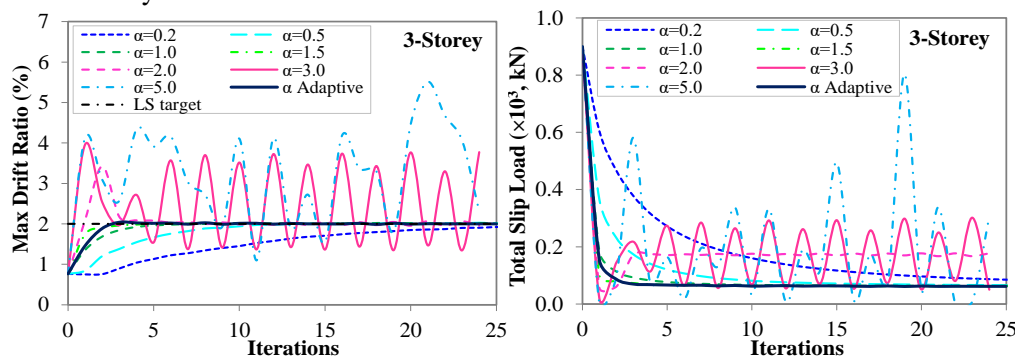 3-Storey
α=0.2 α=0.5
α=1.0 α=1.5
α=2.0 α=3.0
α=5.0 α Adaptive
LS target
Max Drift Ratio (%)
7
6
5
4
3
2
1
0
0 5 10 15 20 25
Iterations
3-Storey
α=0.2 α=0.5
α=1.0 α=1.5
α=2.0 α=3.0
α=5.0 α Adaptive
Total Slip Load (×10³, kN)
1.0
0.8
0.6
0.4
0.2
0.0
0 5 10 15 20 25
Iterations